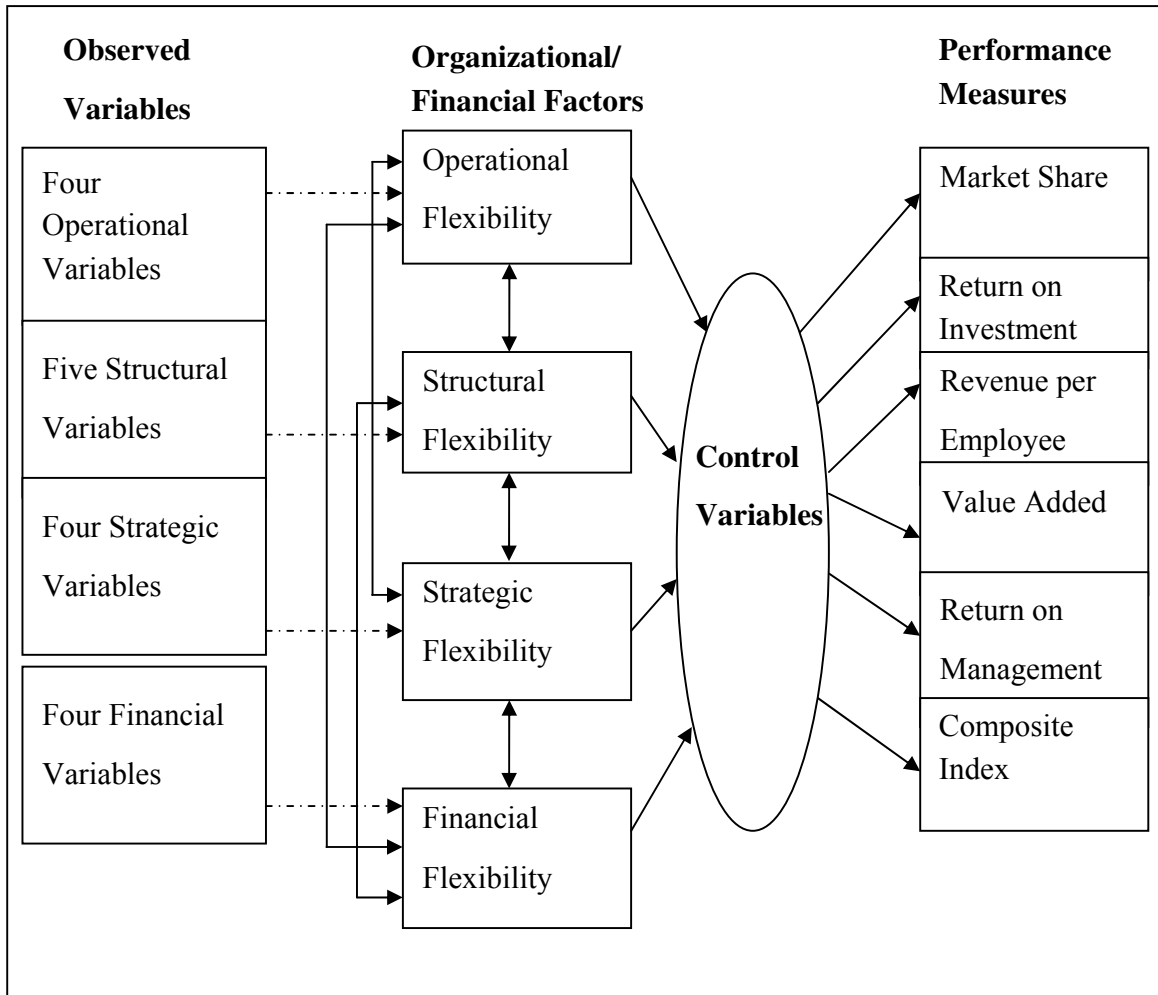 Observed
Variables
Organizational/
Financial Factors
Performance
Measures
Four
Operational
Variables
Five Structural
Variables
Four Strategic
Variables
Four Financial
Variables
Operational
Flexibility
Structural
Flexibility
Strategic
Flexibility
Financial
Flexibility
Control
Variables
Market Share
Return on
Investment
Revenue per
Employee
Value Added
Return on
Management
Composite
Index